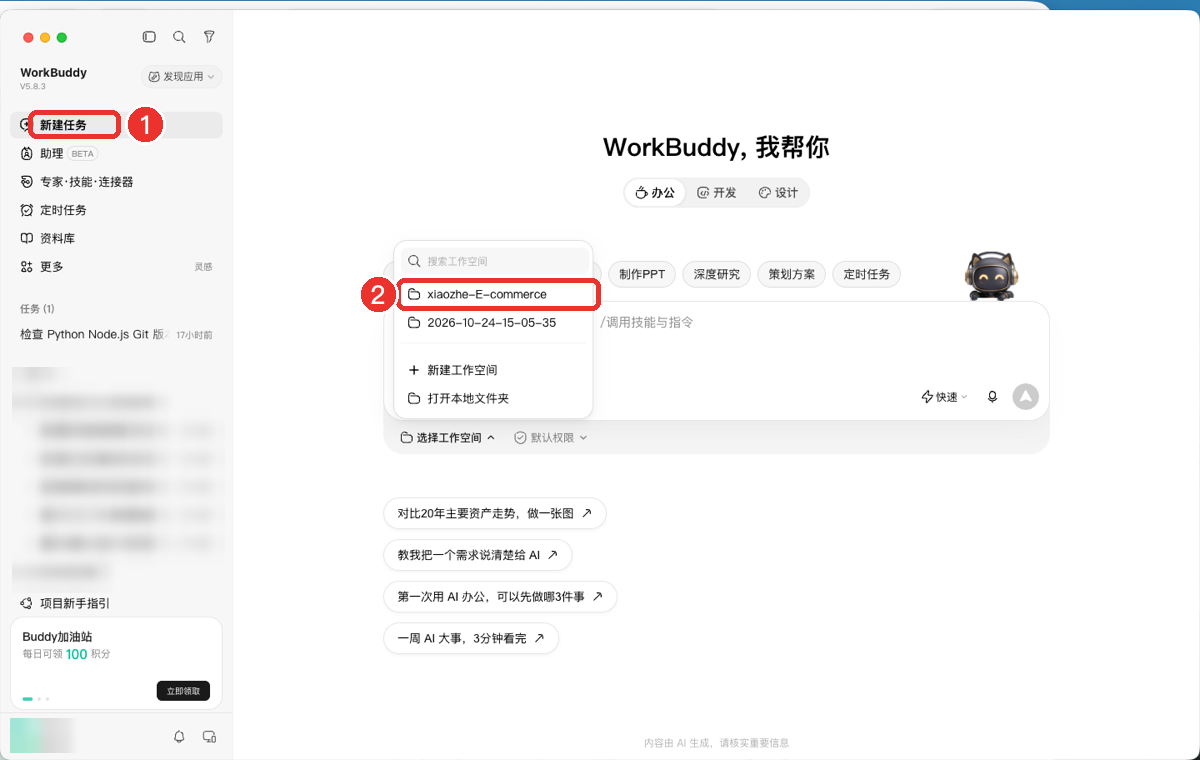 WorkBuddy
V5.8.3
发现应用
新建任务
1
助理 BETA
专家·技能·连接器
定时任务
资料库
更多
灵感
任务 (1)
检查 Python Node.js Git 版
17小时前
项目新手指引
Buddy加油站
每日可领 100 积分
立即领取
WorkBuddy, 我帮你
办公
开发
设计
搜索工作空间
制作PPT
深度研究
策划方案
定时任务
2
xiaozhe-E-commerce
2026-10-24-15-05-35
/调用技能与指令
新建工作空间
打开本地文件夹
快速
选择工作空间
默认权限
对比20年主要资产走势，做一张图
教我把一个需求说清楚给 AI
第一次用 AI 办公，可以先做哪3件事
一周 AI 大事，3分钟看完
内容由 AI 生成，请核实重要信息